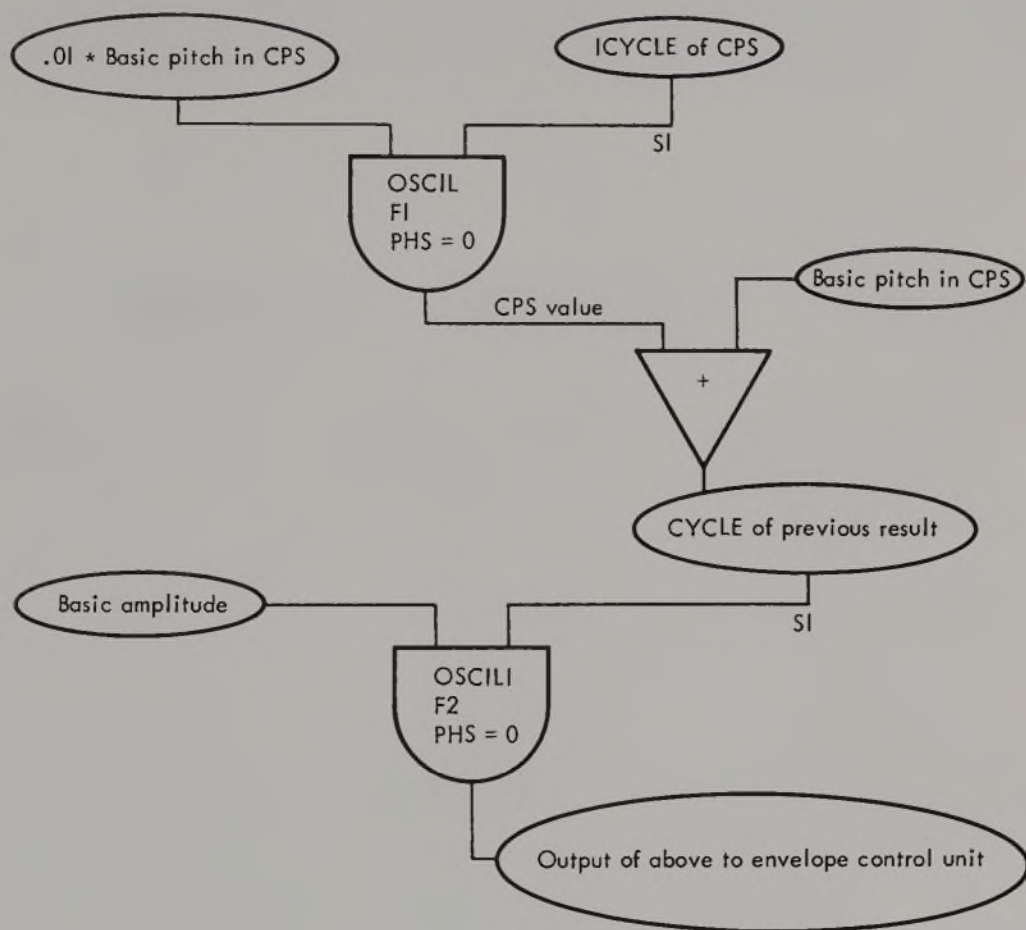 .01 * Basic pitch in CPS
ICYCLE of CPS
SI
OSCIL
F1
PHS = 0
Basic pitch in CPS
CPS value
+
CYCLE of previous result
Basic amplitude
SI
OSCILI
F2
PHS = 0
Output of above to envelope control unit